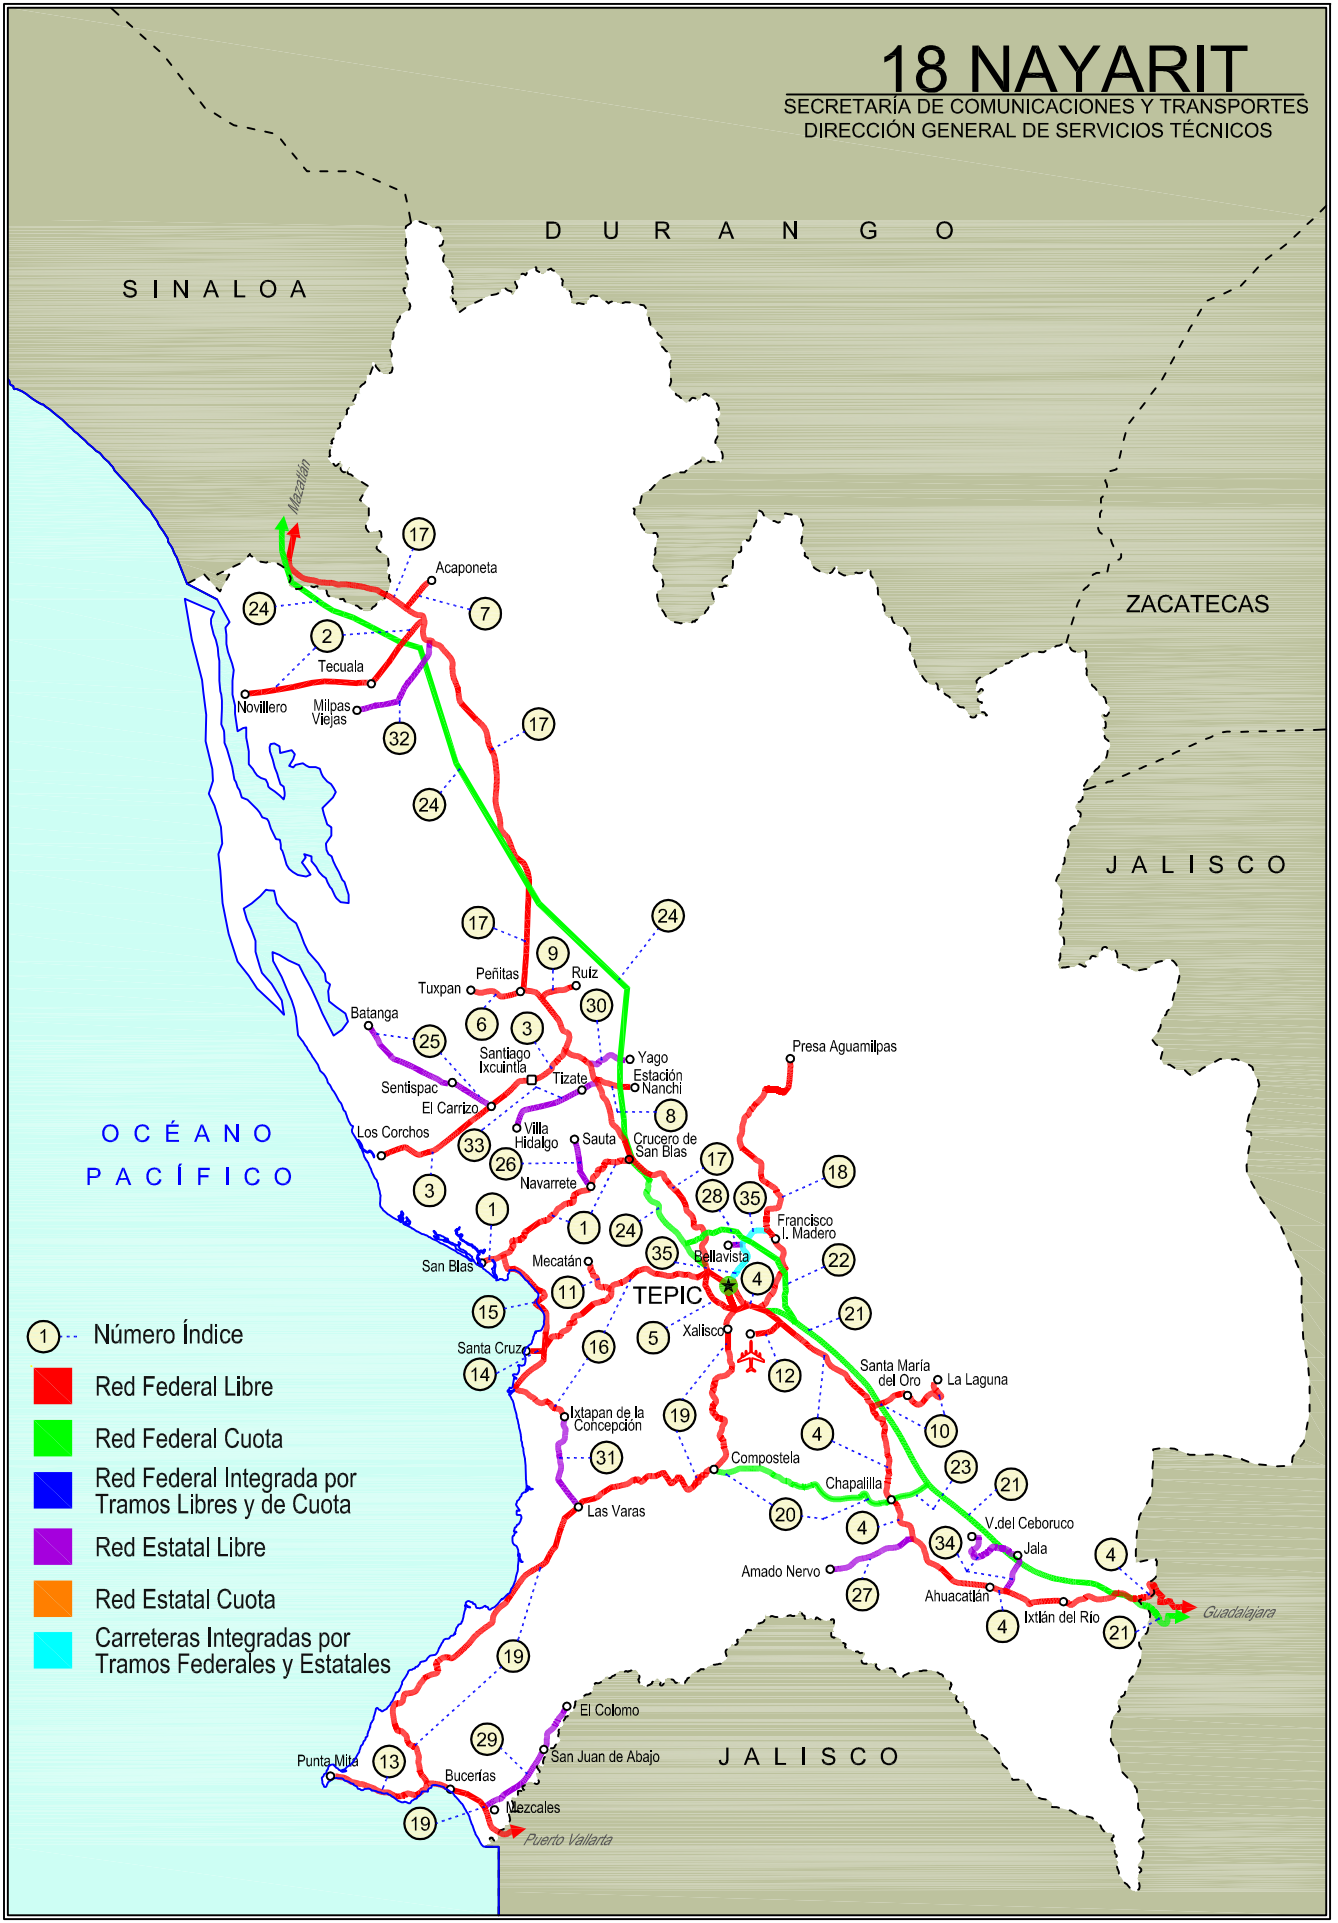 18 NAYARIT
SECRETARÍA DE COMUNICACIONES Y TRANSPORTES
DIRECCIÓN GENERAL DE SERVICIOS TÉCNICOS
DURANGO
SINALOA
Mazatlán
17
Acaponeta
24
7
ZACATECAS
2
Tecuala
Novillero
Milpas
Viejas
32
17
24
JALISCO
17
24
9
Peñitas
Ruíz
Tuxpan
30
Batanga
6
3
25
Santiago
Ixcuintla
Yago
Presa Aguamilpas
Tizate
Estación
Nanchi
Sentispac
El Carrizo
8
OCÉANO
PACÍFICO
Los Corchos
33
Villa
Hidalgo
Sauta
Crucero de
San Blas
26
17
Navarrete
18
3
28
35
1
1
24
Francisco
I. Madero
35
Bellavista
San Blas
Mecatán
22
11
TEPIC
4
15
21
1
Número Índice
5
Xalisco
16
Santa Cruz
14
12
Santa María
del Oro
La Laguna
Red Federal Libre
Ixtapan de la
Concepción
19
4
10
Red Federal Cuota
31
Compostela
23
Red Federal Integrada por
Tramos Libres y de Cuota
Chapalilla
21
Las Varas
20
4
V.del Ceboruco
34
Red Estatal Libre
Jala
4
Amado Nervo
27
Ahuacatlán
Red Estatal Cuota
Ixtlán del Río
4
21
Guadalajara
Carreteras Integradas por
Tramos Federales y Estatales
19
El Colomo
29
San Juan de Abajo
JALISCO
Punta Mita
13
Bucerías
Mezcales
19
Puerto Vallarta